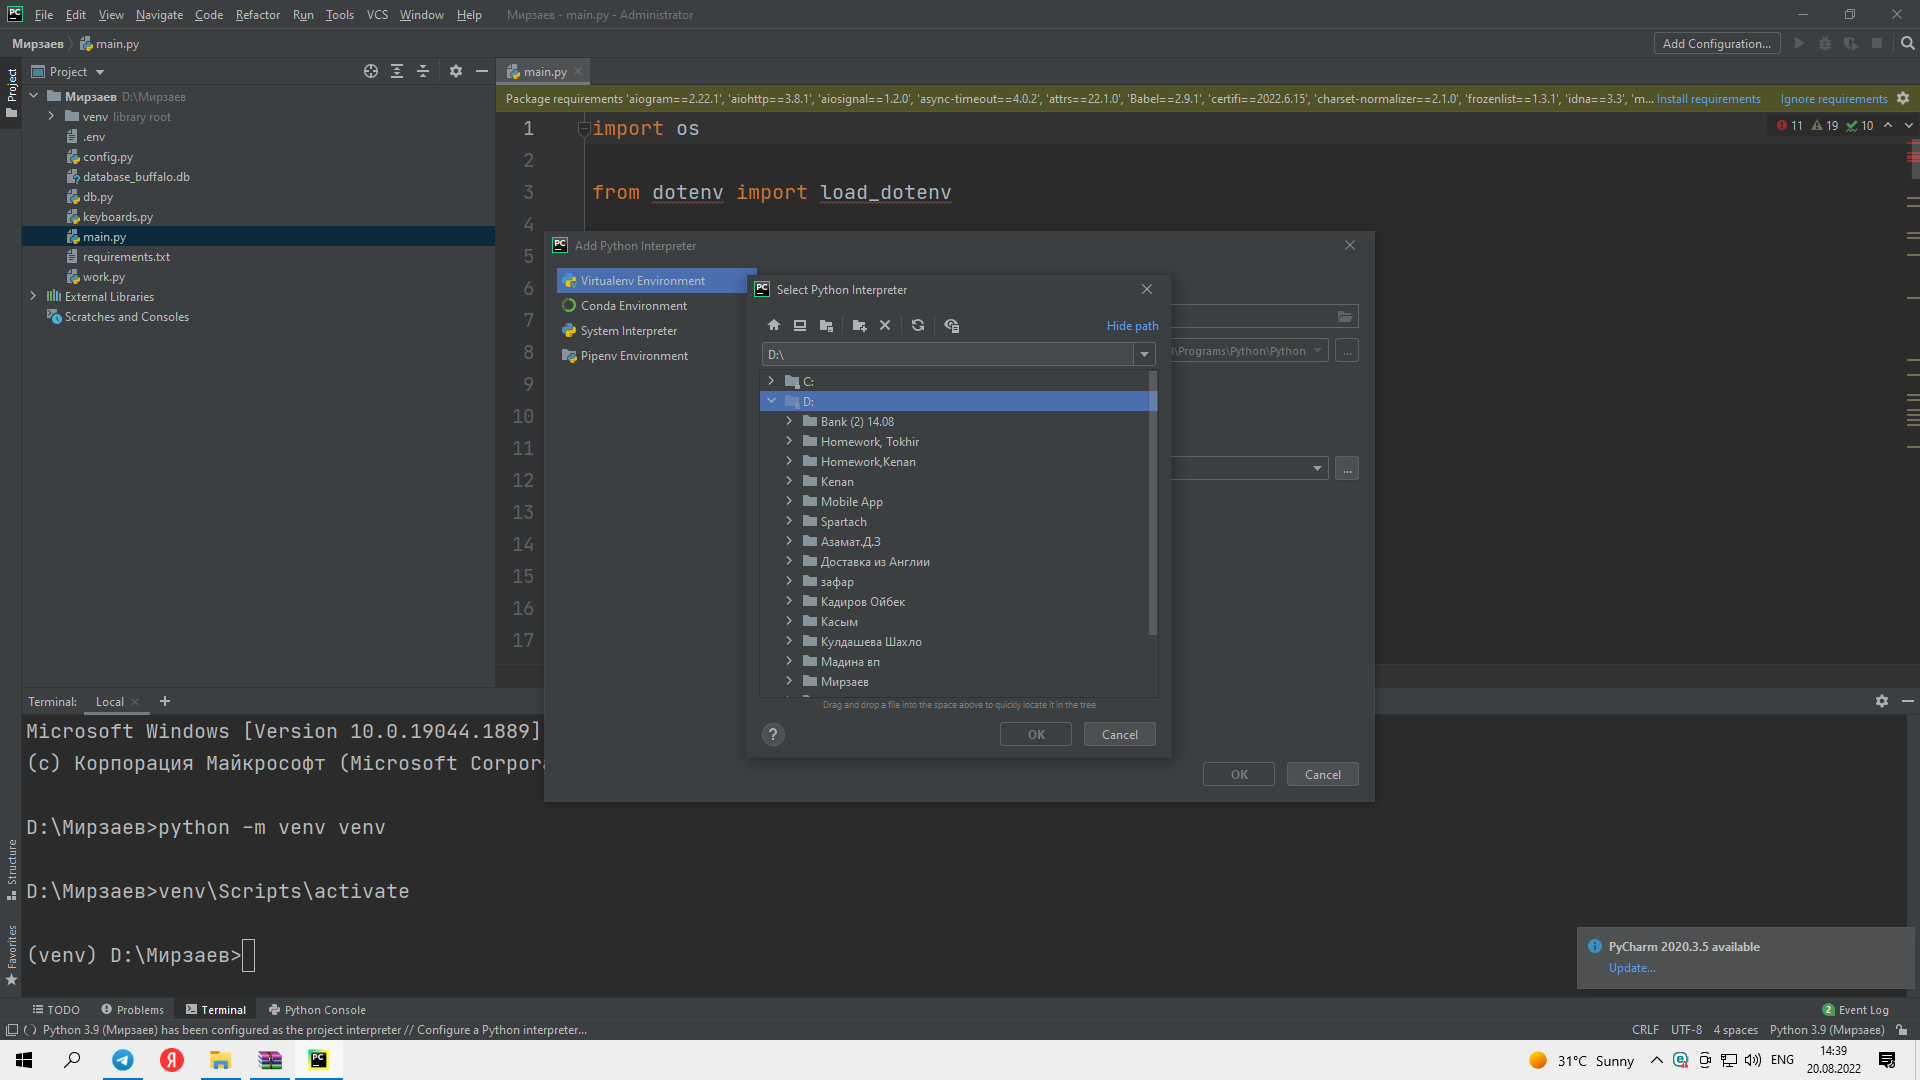 PC File Edit View Navigate Code Refactor Run Tools VCS Window Help Мирзаев - main.py - Administrator
Мирзаев main.py Add Configuration...
Project
Project
main.py
Package requirements 'aiogram==2.22.1', 'aiohttp==3.8.1', 'aiosignal==1.2.0', 'async-timeout==4.0.2', 'attrs==22.1.0', 'Babel==2.9.1', 'certifi==2022.6.15', 'charset-normalizer==2.1.0', 'frozenlist==1.3.1', 'idna==3.3', 'm... Install requirements Ignore requirements
Мирзаев D:\Мирзаев
venv library root
.env
config.py
database_buffalo.db
db.py
keyboards.py
main.py
requirements.txt
work.py
External Libraries
Scratches and Consoles
11 19 10
1 import os
2
3 from dotenv import load_dotenv
4
5
6
7
8
9
10
11
12
13
14
15
16
17
PC Add Python Interpreter
Virtualenv Environment
Conda Environment
System Interpreter
Pipenv Environment
\Programs\Python\Python ...
...
OK Cancel
PC Select Python Interpreter
Hide path
D:\
C:
D:
Bank (2) 14.08
Homework, Tokhir
Homework,Kenan
Kenan
Mobile App
Spartach
Азамат.Д.З
Доставка из Англии
зафар
Кадиров Ойбек
Касым
Кулдашева Шахло
Мадина вп
Мирзаев
Drag and drop a file into the space above to quickly locate it in the tree
? OK Cancel
Terminal: Local +
Microsoft Windows [Version 10.0.19044.1889]
(c) Корпорация Майкрософт (Microsoft Corpor
D:\Мирзаев>python -m venv venv
D:\Мирзаев>venv\Scripts\activate
(venv) D:\Мирзаев>
Structure
Favorites
PyCharm 2020.3.5 available
Update...
TODO Problems Terminal Python Console 2 Event Log
Python 3.9 (Мирзаев) has been configured as the project interpreter // Configure a Python interpreter... CRLF UTF-8 4 spaces Python 3.9 (Мирзаев)
Я PC 31°C Sunny ENG 14:39
20.08.2022